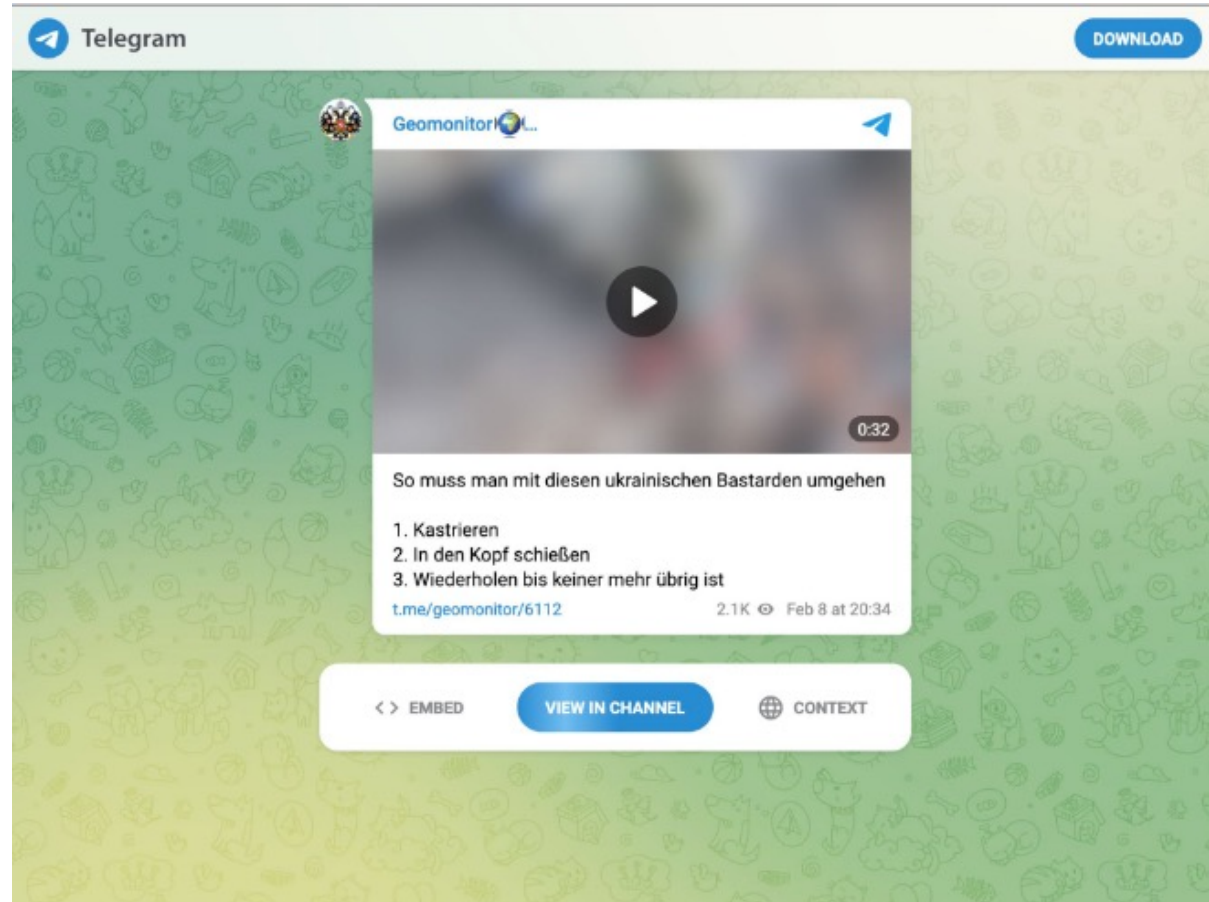 Telegram
DOWNLOAD
Geomonitor🌍...
0:32
So muss man mit diesen ukrainischen Bastarden umgehen
1. Kastrieren
2. In den Kopf schießen
3. Wiederholen bis keiner mehr übrig ist
t.me/geomonitor/6112 2.1K Feb 8 at 20:34
<> EMBED VIEW IN CHANNEL CONTEXT